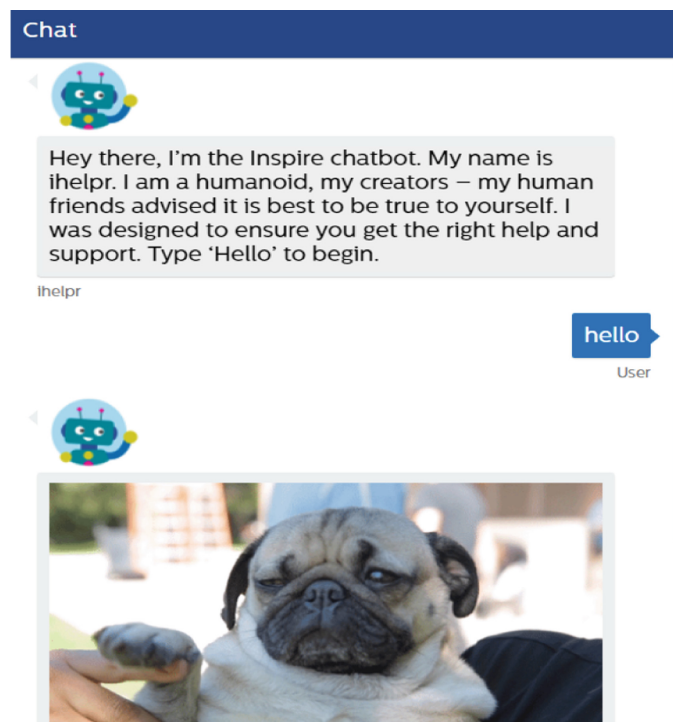 Chat
Hey there, I’m the Inspire chatbot. My name is
ihelpr. I am a humanoid, my creators – my human
friends advised it is best to be true to yourself. I
was designed to ensure you get the right help and
support. Type ‘Hello’ to begin.
ihelpr
hello
User